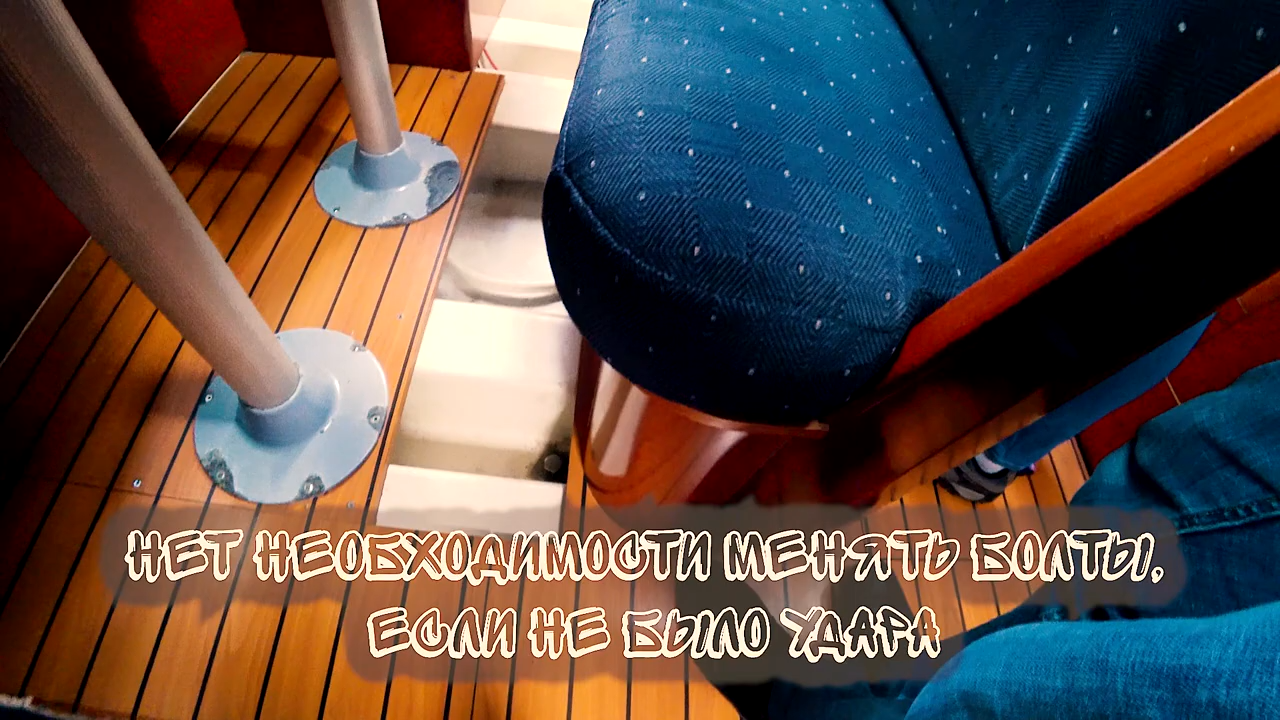 НЕТ НЕОБХОДИМОСТИ МЕНЯТЬ БОЛТЫ,
ЕСЛИ НЕ БЫЛО УДАРА